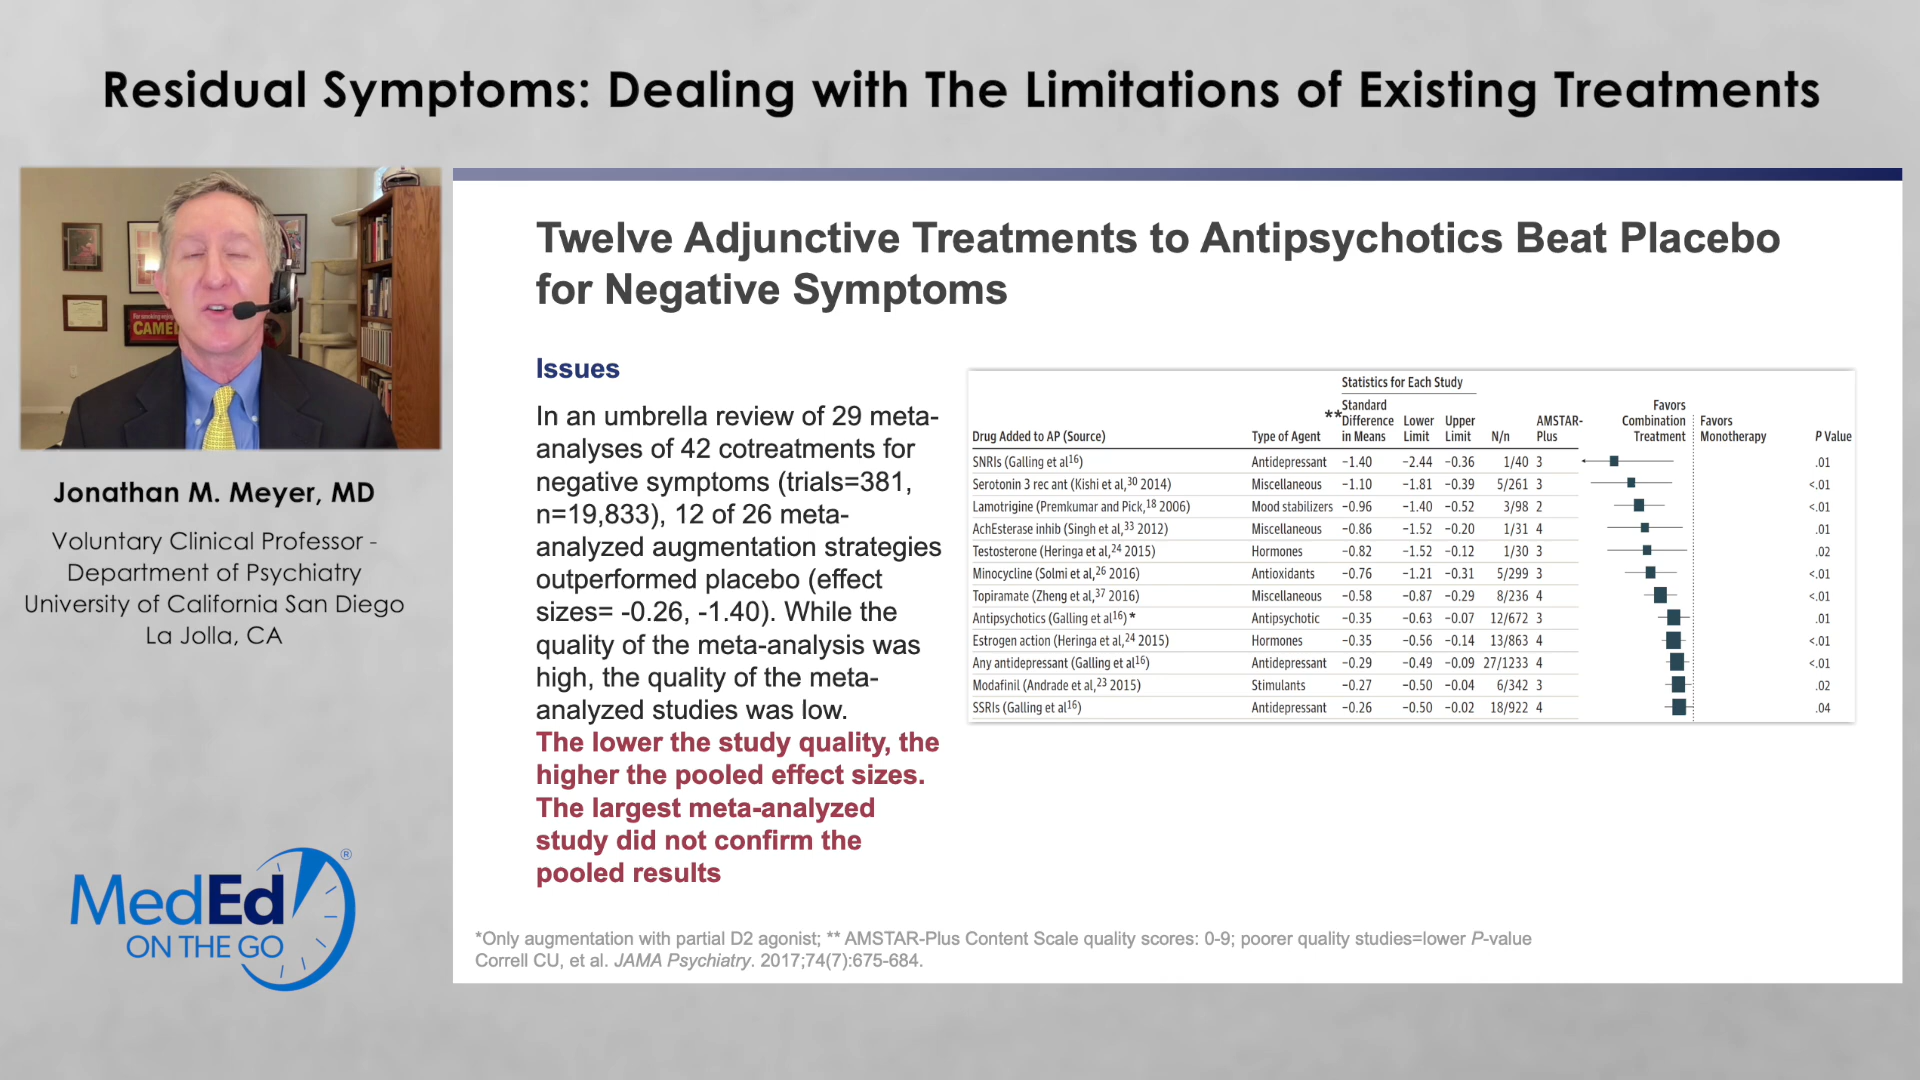 Residual Symptoms: Dealing with The Limitations of Existing Treatments
CAMEL
Jonathan M. Meyer, MD
Voluntary Clinical Professor -
Department of Psychiatry
University of California San Diego
La Jolla, CA
MedEd®
ON THE GO
Twelve Adjunctive Treatments to Antipsychotics Beat Placebo
for Negative Symptoms
Issues
In an umbrella review of 29 meta-
analyses of 42 cotreatments for
negative symptoms (trials=381,
n=19,833), 12 of 26 meta-
analyzed augmentation strategies
outperformed placebo (effect
sizes= -0.26, -1.40). While the
quality of the meta-analysis was
high, the quality of the meta-
analyzed studies was low.
The lower the study quality, the
higher the pooled effect sizes.
The largest meta-analyzed
study did not confirm the
pooled results
Statistics for Each Study
Drug Added to AP (Source) Type of Agent **Standard Difference in Means Lower Limit Upper Limit N/n AMSTAR-Plus Favors Combination Treatment Favors Monotherapy P Value
SNRIs (Galling et al16) Antidepressant −1.40 −2.44 −0.36 1/40 3 .01
Serotonin 3 rec ant (Kishi et al,30 2014) Miscellaneous −1.10 −1.81 −0.39 5/261 3 <.01
Lamotrigine (Premkumar and Pick,18 2006) Mood stabilizers −0.96 −1.40 −0.52 3/98 2 <.01
AchEsterase inhib (Singh et al,33 2012) Miscellaneous −0.86 −1.52 −0.20 1/31 4 .01
Testosterone (Heringa et al,24 2015) Hormones −0.82 −1.52 −0.12 1/30 3 .02
Minocycline (Solmi et al,26 2016) Antioxidants −0.76 −1.21 −0.31 5/299 3 <.01
Topiramate (Zheng et al,37 2016) Miscellaneous −0.58 −0.87 −0.29 8/236 4 <.01
Antipsychotics (Galling et al16)* Antipsychotic −0.35 −0.63 −0.07 12/672 3 .01
Estrogen action (Heringa et al,24 2015) Hormones −0.35 −0.56 −0.14 13/863 4 <.01
Any antidepressant (Galling et al16) Antidepressant −0.29 −0.49 −0.09 27/1233 4 <.01
Modafinil (Andrade et al,23 2015) Stimulants −0.27 −0.50 −0.04 6/342 3 .02
SSRIs (Galling et al16) Antidepressant −0.26 −0.50 −0.02 18/922 4 .04
*Only augmentation with partial D2 agonist; ** AMSTAR-Plus Content Scale quality scores: 0-9; poorer quality studies=lower P-value
Correll CU, et al. JAMA Psychiatry. 2017;74(7):675-684.